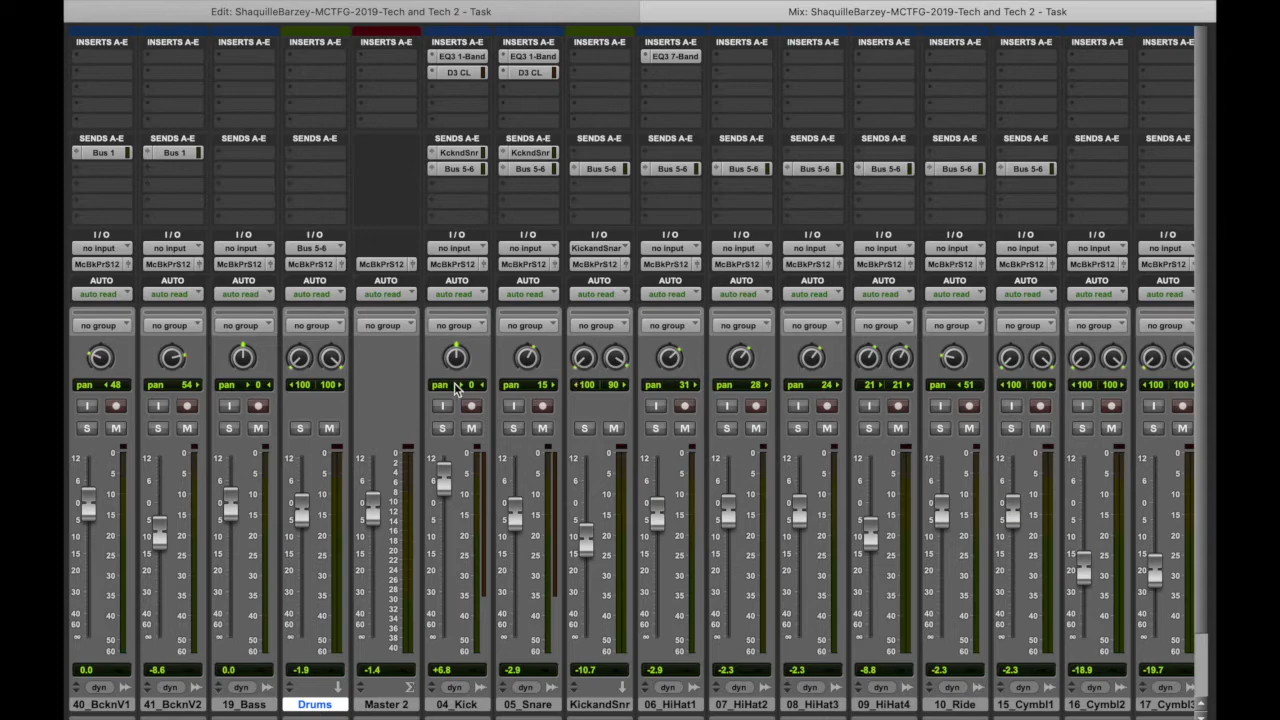 Edit: ShaquilleBarzey-MCTFG-2019-Tech and Tech 2 - Task Mix: ShaquilleBarzey-MCTFG-2019-Tech and Tech 2 - Task
INSERTS A-E INSERTS A-E INSERTS A-E INSERTS A-E INSERTS A-E INSERTS A-E INSERTS A-E INSERTS A-E INSERTS A-E INSERTS A-E INSERTS A-E INSERTS A-E INSERTS A-E INSERTS A-E INSERTS A-E INSERTS A-
EQ3 1-Band EQ3 1-Band EQ3 7-Band
D3 CL D3 CL
SENDS A-E SENDS A-E SENDS A-E SENDS A-E SENDS A-E SENDS A-E SENDS A-E SENDS A-E SENDS A-E SENDS A-E SENDS A-E SENDS A-E SENDS A-E SENDS A-E SENDS A-E
Bus 1 Bus 1 KckndSnr KckndSnr
Bus 5-6 Bus 5-6 Bus 5-6 Bus 5-6 Bus 5-6 Bus 5-6 Bus 5-6 Bus 5-6 Bus 5-6
I / O I / O I / O I / O I / O I / O I / O I / O I / O I / O I / O I / O I / O I / O I / O
no input no input no input Bus 5-6 no input no input KickandSnar no input no input no input no input no input no input no input no input
McBkPrS12 McBkPrS12 McBkPrS12 McBkPrS12 McBkPrS12 McBkPrS12 McBkPrS12 McBkPrS12 McBkPrS12 McBkPrS12 McBkPrS12 McBkPrS12 McBkPrS12 McBkPrS12 McBkPrS12 McBkPrS12
AUTO AUTO AUTO AUTO AUTO AUTO AUTO AUTO AUTO AUTO AUTO AUTO AUTO AUTO AUTO AUTO
auto read auto read auto read auto read auto read auto read auto read auto read auto read auto read auto read auto read auto read auto read auto read auto read
no group no group no group no group no group no group no group no group no group no group no group no group no group no group no group no group
pan 48 pan 54 pan 0 100 100 pan 0 pan 15 100 90 pan 31 pan 28 pan 24 21 21 pan 51 100 100 100 100 100 100
I I I I I I I I I I I I I
S M S M S M S M S M S M S M S M S M S M S M S M S M S M S M
40_BcknV1 0.0 dyn
41_BcknV2 -8.6 dyn
19_Bass 0.0 dyn
Drums -1.9
Master 2 -1.4 Σ
04_Kick +6.8 dyn
05_Snare -2.9 dyn
KickandSnr -10.7
06_HiHat1 -2.9 dyn
07_HiHat2 -2.3 dyn
08_HiHat3 -2.3 dyn
09_HiHat4 -8.8 dyn
10_Ride -2.3 dyn
15_Cymbl1 -2.3 dyn
16_Cymbl2 -18.9 dyn
17_Cymbl3 -19.7 dyn